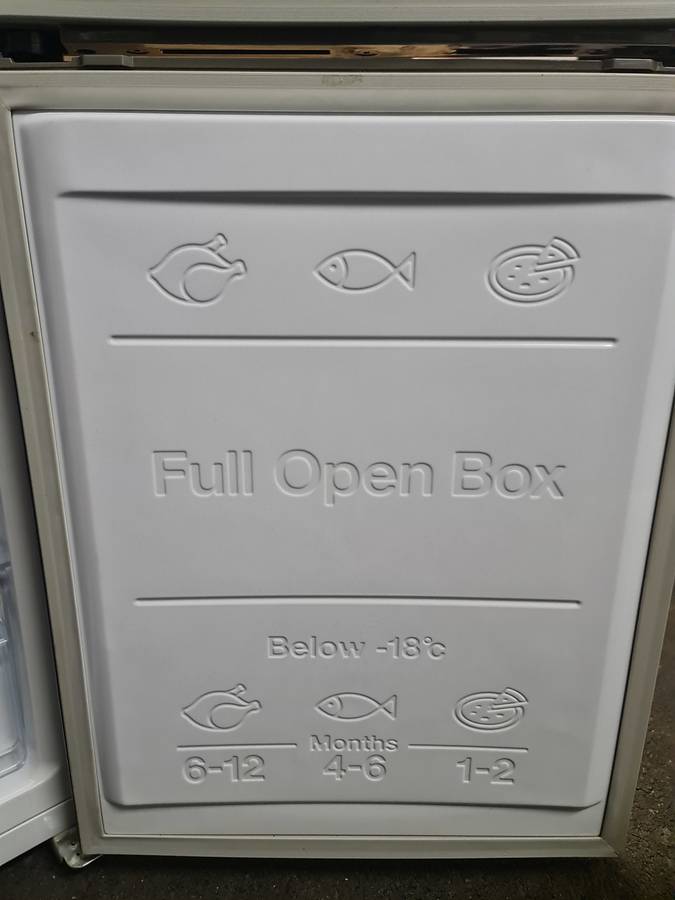 Full Open Box
Below -18°c
Months
6-12 4-6 1-2